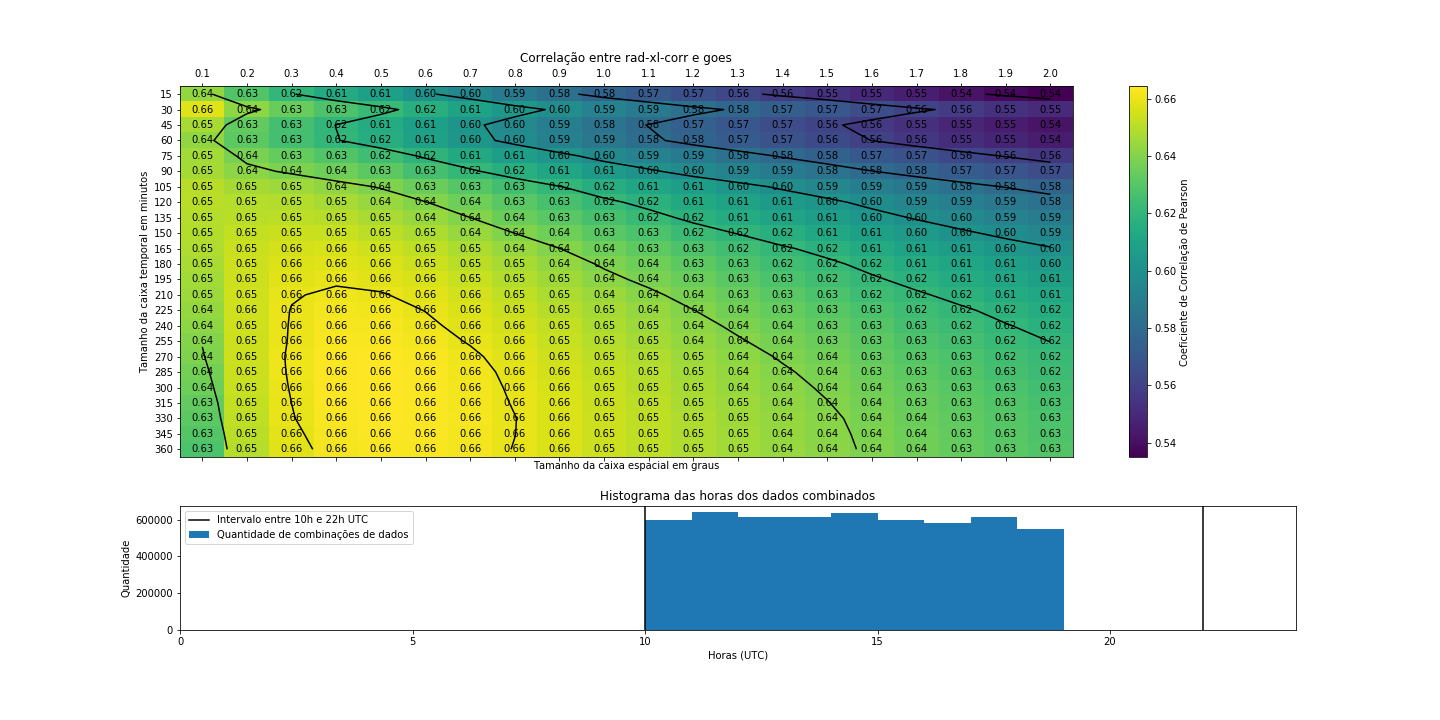 Correlação entre rad-xl-corr e goes
0.1 0.2 0.3 0.4 0.5 0.6 0.7 0.8 0.9 1.0 1.1 1.2 1.3 1.4 1.5 1.6 1.7 1.8 1.9 2.0
15 0.64 0.63 0.62 0.61 0.61 0.60 0.60 0.59 0.58 0.58 0.57 0.57 0.56 0.56 0.55 0.55 0.55 0.54 0.54 0.54
30 0.66 0.64 0.63 0.63 0.62 0.62 0.61 0.60 0.60 0.59 0.59 0.58 0.58 0.57 0.57 0.57 0.56 0.56 0.55 0.55
45 0.65 0.63 0.63 0.62 0.61 0.61 0.60 0.60 0.59 0.58 0.58 0.57 0.57 0.57 0.56 0.56 0.55 0.55 0.55 0.54
60 0.64 0.63 0.63 0.62 0.62 0.61 0.60 0.60 0.59 0.59 0.58 0.58 0.57 0.57 0.56 0.56 0.56 0.55 0.55 0.54
75 0.65 0.64 0.63 0.63 0.62 0.62 0.61 0.61 0.60 0.60 0.59 0.59 0.58 0.58 0.58 0.57 0.57 0.56 0.56 0.56
90 0.65 0.64 0.64 0.64 0.63 0.63 0.62 0.62 0.61 0.61 0.60 0.60 0.59 0.59 0.58 0.58 0.58 0.57 0.57 0.57
105 0.65 0.65 0.65 0.64 0.64 0.63 0.63 0.63 0.62 0.62 0.61 0.61 0.60 0.60 0.59 0.59 0.59 0.58 0.58 0.58
120 0.65 0.65 0.65 0.65 0.64 0.64 0.63 0.63 0.63 0.62 0.62 0.61 0.61 0.61 0.60 0.60 0.59 0.59 0.59 0.58
135 0.65 0.65 0.65 0.65 0.65 0.64 0.64 0.64 0.63 0.63 0.62 0.62 0.61 0.61 0.61 0.60 0.60 0.60 0.59 0.59
150 0.65 0.65 0.65 0.65 0.65 0.65 0.64 0.64 0.64 0.63 0.63 0.62 0.62 0.62 0.61 0.61 0.60 0.60 0.60 0.59
165 0.65 0.65 0.66 0.66 0.65 0.65 0.65 0.64 0.64 0.64 0.63 0.63 0.62 0.62 0.62 0.61 0.61 0.61 0.60 0.60
180 0.65 0.65 0.66 0.66 0.66 0.65 0.65 0.65 0.64 0.64 0.64 0.63 0.63 0.62 0.62 0.62 0.61 0.61 0.61 0.60
195 0.65 0.65 0.66 0.66 0.66 0.66 0.65 0.65 0.65 0.64 0.64 0.63 0.63 0.63 0.62 0.62 0.62 0.61 0.61 0.61
210 0.65 0.65 0.66 0.66 0.66 0.66 0.66 0.65 0.65 0.65 0.64 0.64 0.63 0.63 0.63 0.62 0.62 0.62 0.61 0.61
225 0.64 0.65 0.66 0.66 0.66 0.66 0.66 0.65 0.65 0.65 0.64 0.64 0.64 0.63 0.63 0.63 0.62 0.62 0.62 0.62
240 0.64 0.65 0.66 0.66 0.66 0.66 0.66 0.66 0.65 0.65 0.65 0.64 0.64 0.64 0.63 0.63 0.63 0.62 0.62 0.62
255 0.64 0.65 0.66 0.66 0.66 0.66 0.66 0.66 0.65 0.65 0.65 0.64 0.64 0.64 0.63 0.63 0.63 0.63 0.62 0.62
270 0.64 0.65 0.66 0.66 0.66 0.66 0.66 0.66 0.65 0.65 0.65 0.65 0.64 0.64 0.64 0.63 0.63 0.63 0.62 0.62
285 0.64 0.65 0.66 0.66 0.66 0.66 0.66 0.66 0.66 0.65 0.65 0.65 0.64 0.64 0.64 0.63 0.63 0.63 0.63 0.62
300 0.64 0.65 0.66 0.66 0.66 0.66 0.66 0.66 0.66 0.65 0.65 0.65 0.64 0.64 0.64 0.64 0.63 0.63 0.63 0.63
315 0.63 0.65 0.66 0.66 0.66 0.66 0.66 0.66 0.66 0.65 0.65 0.65 0.65 0.64 0.64 0.64 0.63 0.63 0.63 0.63
330 0.63 0.65 0.66 0.66 0.66 0.66 0.66 0.66 0.66 0.65 0.65 0.65 0.65 0.64 0.64 0.64 0.64 0.63 0.63 0.63
345 0.63 0.65 0.66 0.66 0.66 0.66 0.66 0.66 0.66 0.65 0.65 0.65 0.65 0.64 0.64 0.64 0.64 0.63 0.63 0.63
360 0.63 0.65 0.66 0.66 0.66 0.66 0.66 0.66 0.66 0.65 0.65 0.65 0.65 0.64 0.64 0.64 0.64 0.63 0.63 0.63
Tamanho da caixa temporal em minutos
Tamanho da caixa espacial em graus
0.66
0.64
0.62
0.60
0.58
0.56
0.54
Coeficiente de Correlação de Pearson
Histograma das horas dos dados combinados
Intervalo entre 10h e 22h UTC
Quantidade de combinações de dados
600000
400000
200000
0
Quantidade
0 5 10 15 20
Horas (UTC)